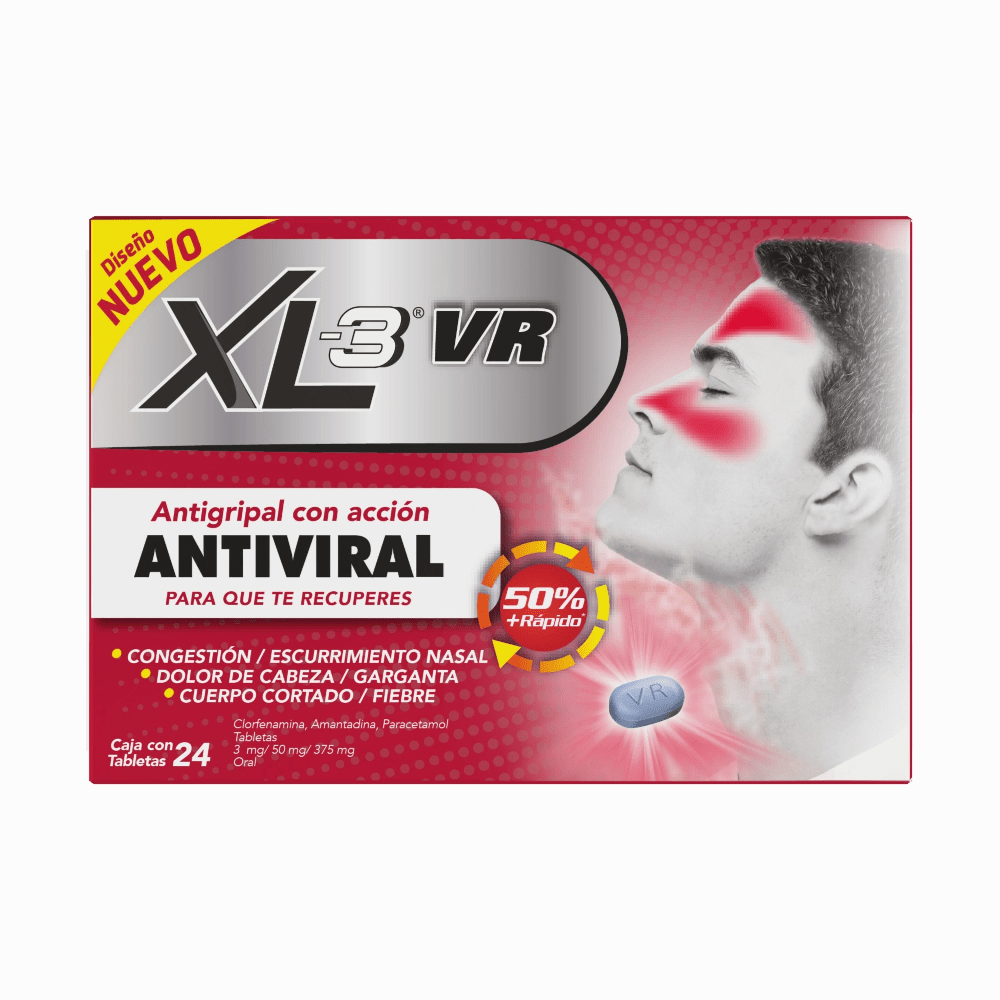 Diseño
NUEVO
XL-3® VR
Antigripal con acción
ANTIVIRAL
PARA QUE TE RECUPERES
50%
+Rápido*
• CONGESTIÓN / ESCURRIMIENTO NASAL
• DOLOR DE CABEZA / GARGANTA
• CUERPO CORTADO / FIEBRE
Clorfenamina, Amantadina, Paracetamol
Tabletas
3 mg/ 50 mg/ 375 mg
Oral
Caja con
Tabletas 24
VR